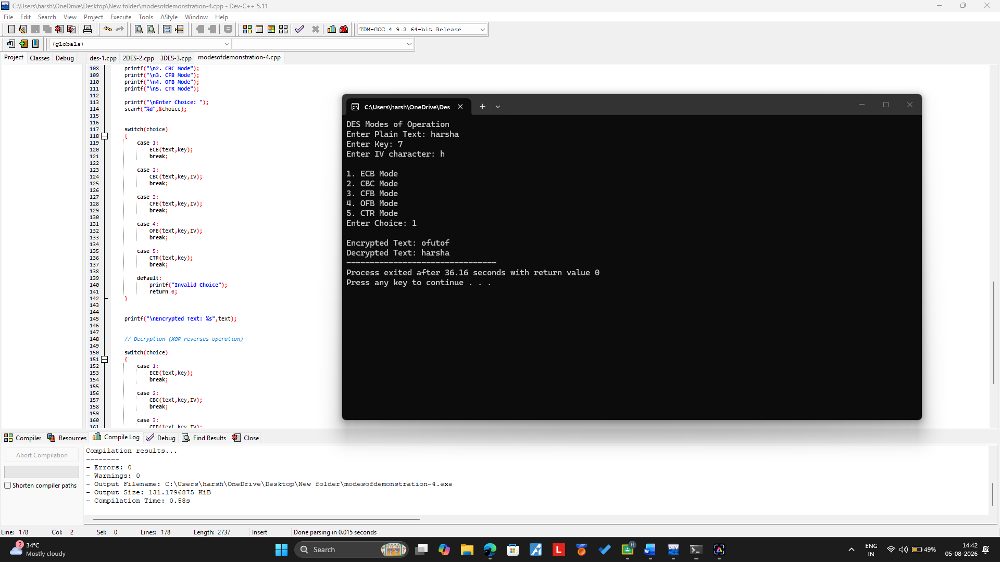 C:\Users\harsh\OneDrive\Desktop\New folder\modesofdemonstration-4.cpp - Dev-C++ 5.11
File Edit Search View Project Execute Tools AStyle Window Help
TDM-GCC 4.9.2 64-bit Release
(globals)
Project Classes Debug
des-1.cpp 2DES-2.cpp 3DES-3.cpp modesofdemonstration-4.cpp
108 printf("\n2. CBC Mode");
109 printf("\n3. CFB Mode");
110 printf("\n4. OFB Mode");
111 printf("\n5. CTR Mode");
112
113 printf("\nEnter Choice: ");
114 scanf("%d",&choice);
115
116
117 switch(choice)
118 {
119 case 1:
120 ECB(text,key);
121 break;
122
123 case 2:
124 CBC(text,key,IV);
125 break;
126
127 case 3:
128 CFB(text,key,IV);
129 break;
130
131 case 4:
132 OFB(text,key,IV);
133 break;
134
135 case 5:
136 CTR(text,key);
137 break;
138
139 default:
140 printf("Invalid Choice");
141 return 0;
142 }
143
144
145 printf("\nEncrypted Text: %s",text);
146
147
148 // Decryption (XOR reverses operation)
149
150 switch(choice)
151 {
152 case 1:
153 ECB(text,key);
154 break;
155
156 case 2:
157 CBC(text,key,IV);
158 break;
159
160 case 3:
161 CFB(text,key,IV);
C:\Users\harsh\OneDrive\Des
DES Modes of Operation
Enter Plain Text: harsha
Enter Key: 7
Enter IV character: h
1. ECB Mode
2. CBC Mode
3. CFB Mode
4. OFB Mode
5. CTR Mode
Enter Choice: 1
Encrypted Text: ofutof
Decrypted Text: harsha
--------------------------------
Process exited after 36.16 seconds with return value 0
Press any key to continue . . .
Compiler Resources Compile Log Debug Find Results Close
Abort Compilation
Shorten compiler paths
Compilation results...
--------
- Errors: 0
- Warnings: 0
- Output Filename: C:\Users\harsh\OneDrive\Desktop\New folder\modesofdemonstration-4.exe
- Output Size: 131.1796875 KiB
- Compilation Time: 0.58s
Line: 178 Col: 2 Sel: 0 Lines: 178 Length: 2737 Insert Done parsing in 0.015 seconds
2
34°C
Mostly cloudy
Search
L
H
W
DEV
ENG
IN
49%
14:42
05-08-2026